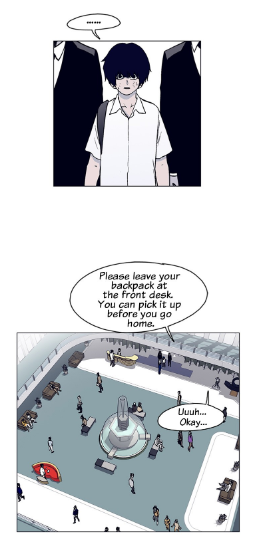 ......
Please leave your
backpack at
the front desk.
You can pick it up
before you go
home.
Uuuh...
Okay...